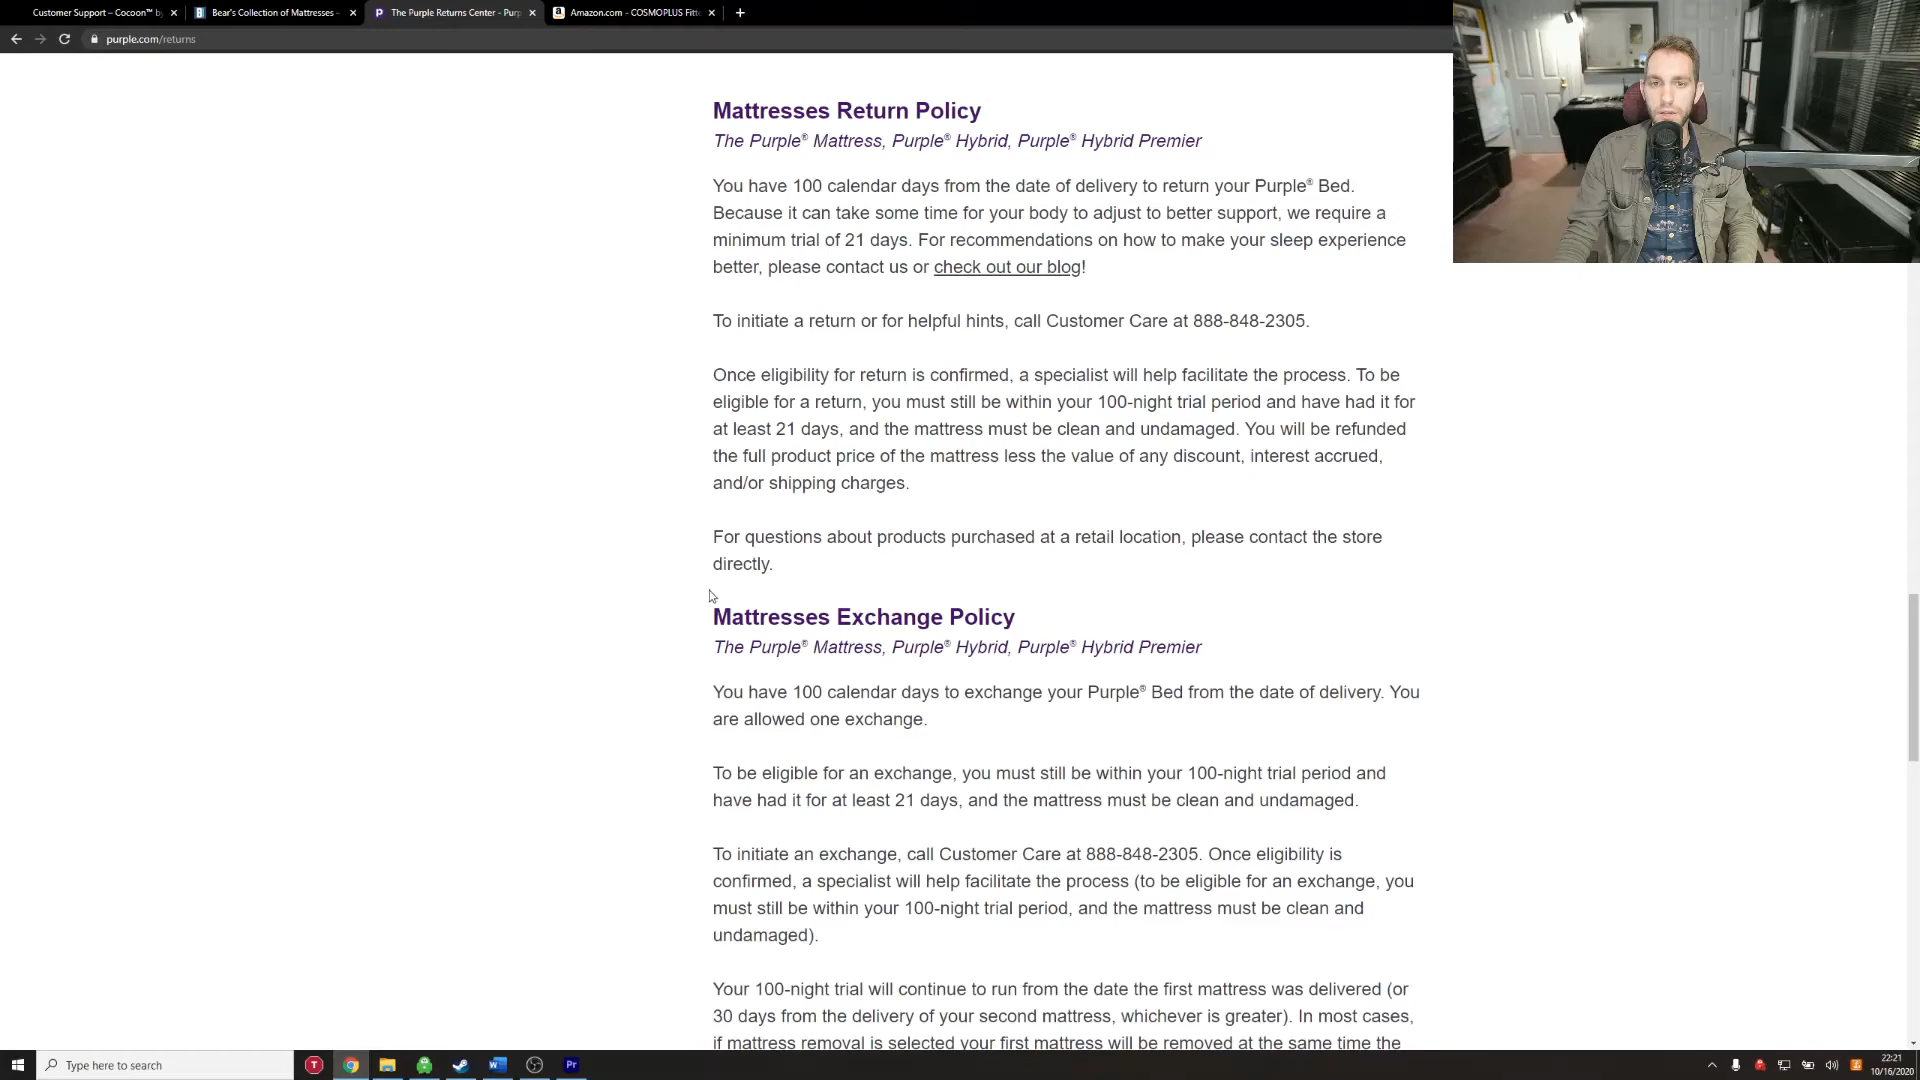 Customer Support – Cocoon™ by
Bear's Collection of Mattresses –
The Purple Returns Center - Purp
Amazon.com - COSMOPLUS Fitte
purple.com/returns
Mattresses Return Policy
The Purple® Mattress, Purple® Hybrid, Purple® Hybrid Premier
You have 100 calendar days from the date of delivery to return your Purple® Bed.
Because it can take some time for your body to adjust to better support, we require a
minimum trial of 21 days. For recommendations on how to make your sleep experience
better, please contact us or check out our blog!
To initiate a return or for helpful hints, call Customer Care at 888-848-2305.
Once eligibility for return is confirmed, a specialist will help facilitate the process. To be
eligible for a return, you must still be within your 100-night trial period and have had it for
at least 21 days, and the mattress must be clean and undamaged. You will be refunded
the full product price of the mattress less the value of any discount, interest accrued,
and/or shipping charges.
For questions about products purchased at a retail location, please contact the store
directly.
Mattresses Exchange Policy
The Purple® Mattress, Purple® Hybrid, Purple® Hybrid Premier
You have 100 calendar days to exchange your Purple® Bed from the date of delivery. You
are allowed one exchange.
To be eligible for an exchange, you must still be within your 100-night trial period and
have had it for at least 21 days, and the mattress must be clean and undamaged.
To initiate an exchange, call Customer Care at 888-848-2305. Once eligibility is
confirmed, a specialist will help facilitate the process (to be eligible for an exchange, you
must still be within your 100-night trial period, and the mattress must be clean and
undamaged).
Your 100-night trial will continue to run from the date the first mattress was delivered (or
30 days from the delivery of your second mattress, whichever is greater). In most cases,
if mattress removal is selected your first mattress will be removed at the same time the
Type here to search
22:21
10/16/2020